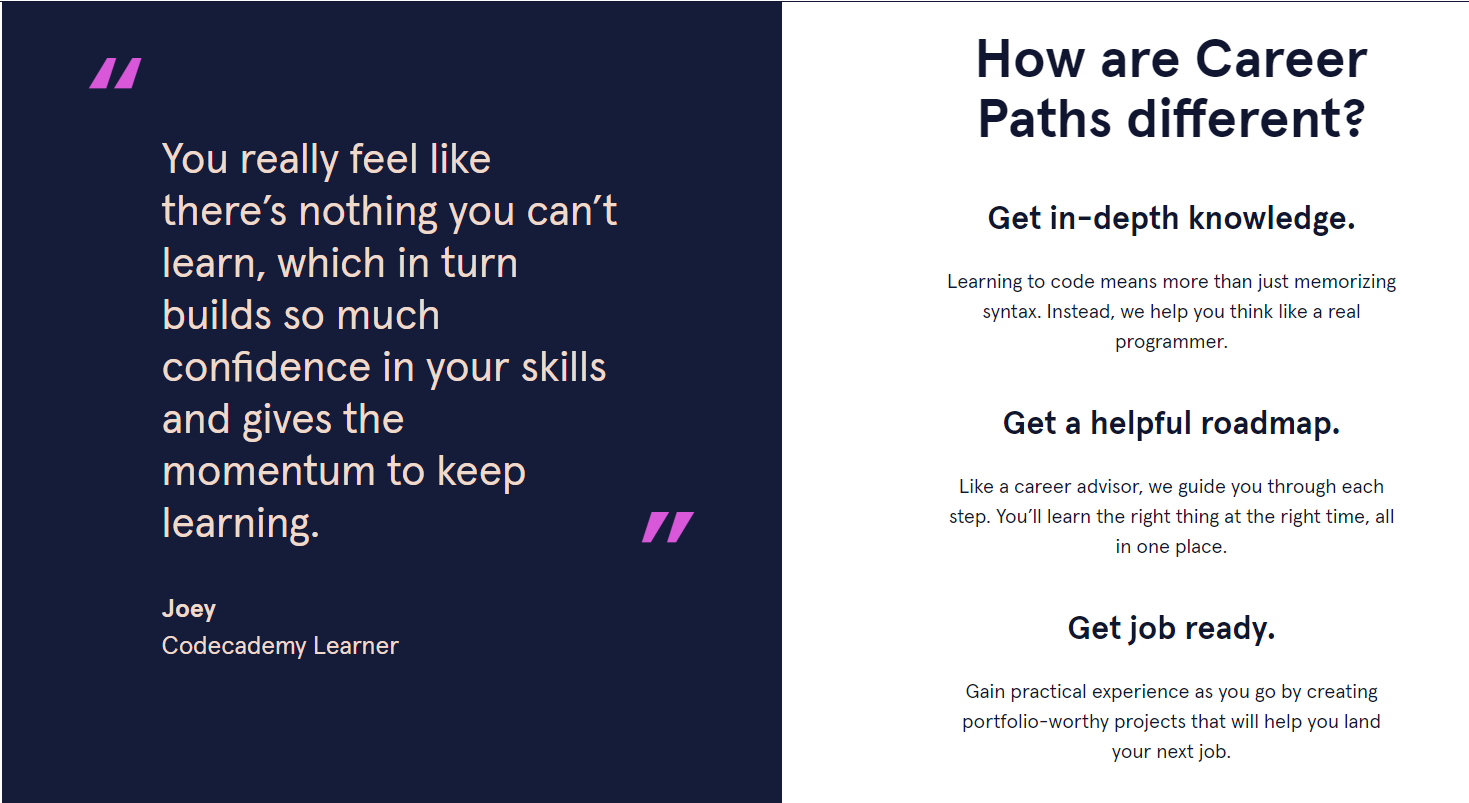 “
You really feel like
there’s nothing you can’t
learn, which in turn
builds so much
confidence in your skills
and gives the
momentum to keep
learning.
”
Joey
Codecademy Learner
How are Career
Paths different?
Get in-depth knowledge.
Learning to code means more than just memorizing
syntax. Instead, we help you think like a real
programmer.
Get a helpful roadmap.
Like a career advisor, we guide you through each
step. You’ll learn the right thing at the right time, all
in one place.
Get job ready.
Gain practical experience as you go by creating
portfolio-worthy projects that will help you land
your next job.